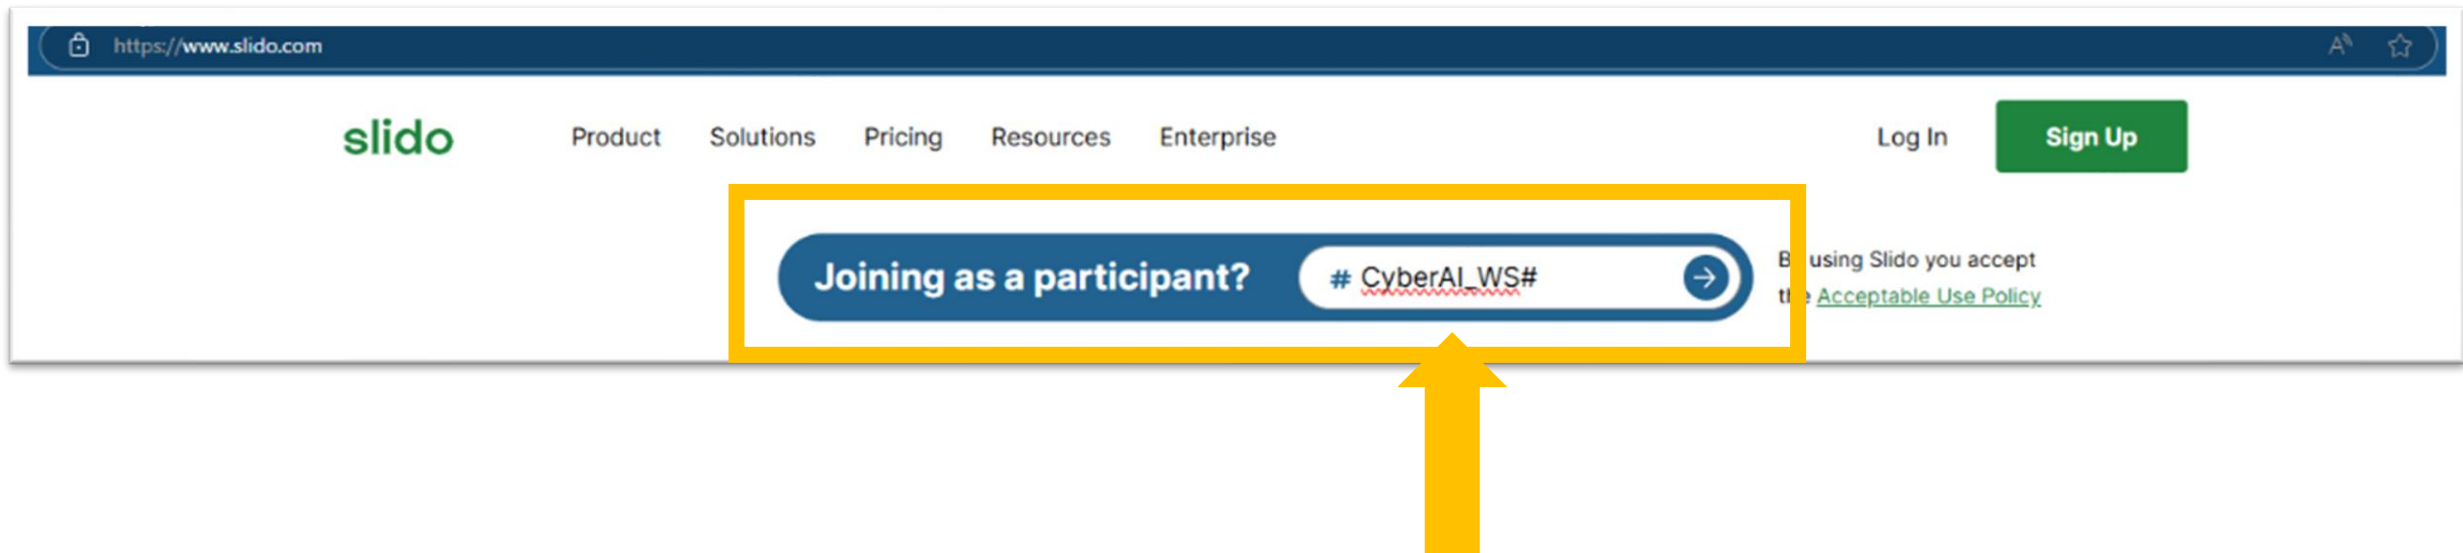 https://www.slido.com
slido Product Solutions Pricing Resources Enterprise Log In Sign Up
Joining as a participant? # CyberAI_WS#
using Slido you accept
Acceptable Use Policy